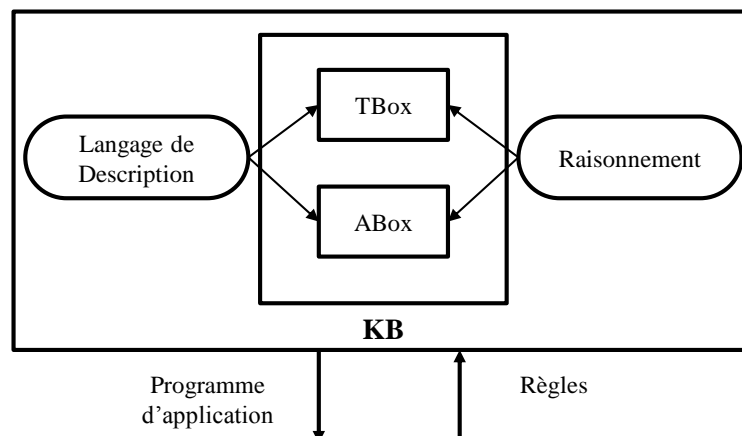 TBox
Langage de
Description
Raisonnement
ABox
KB
Programme
d’application
Règles